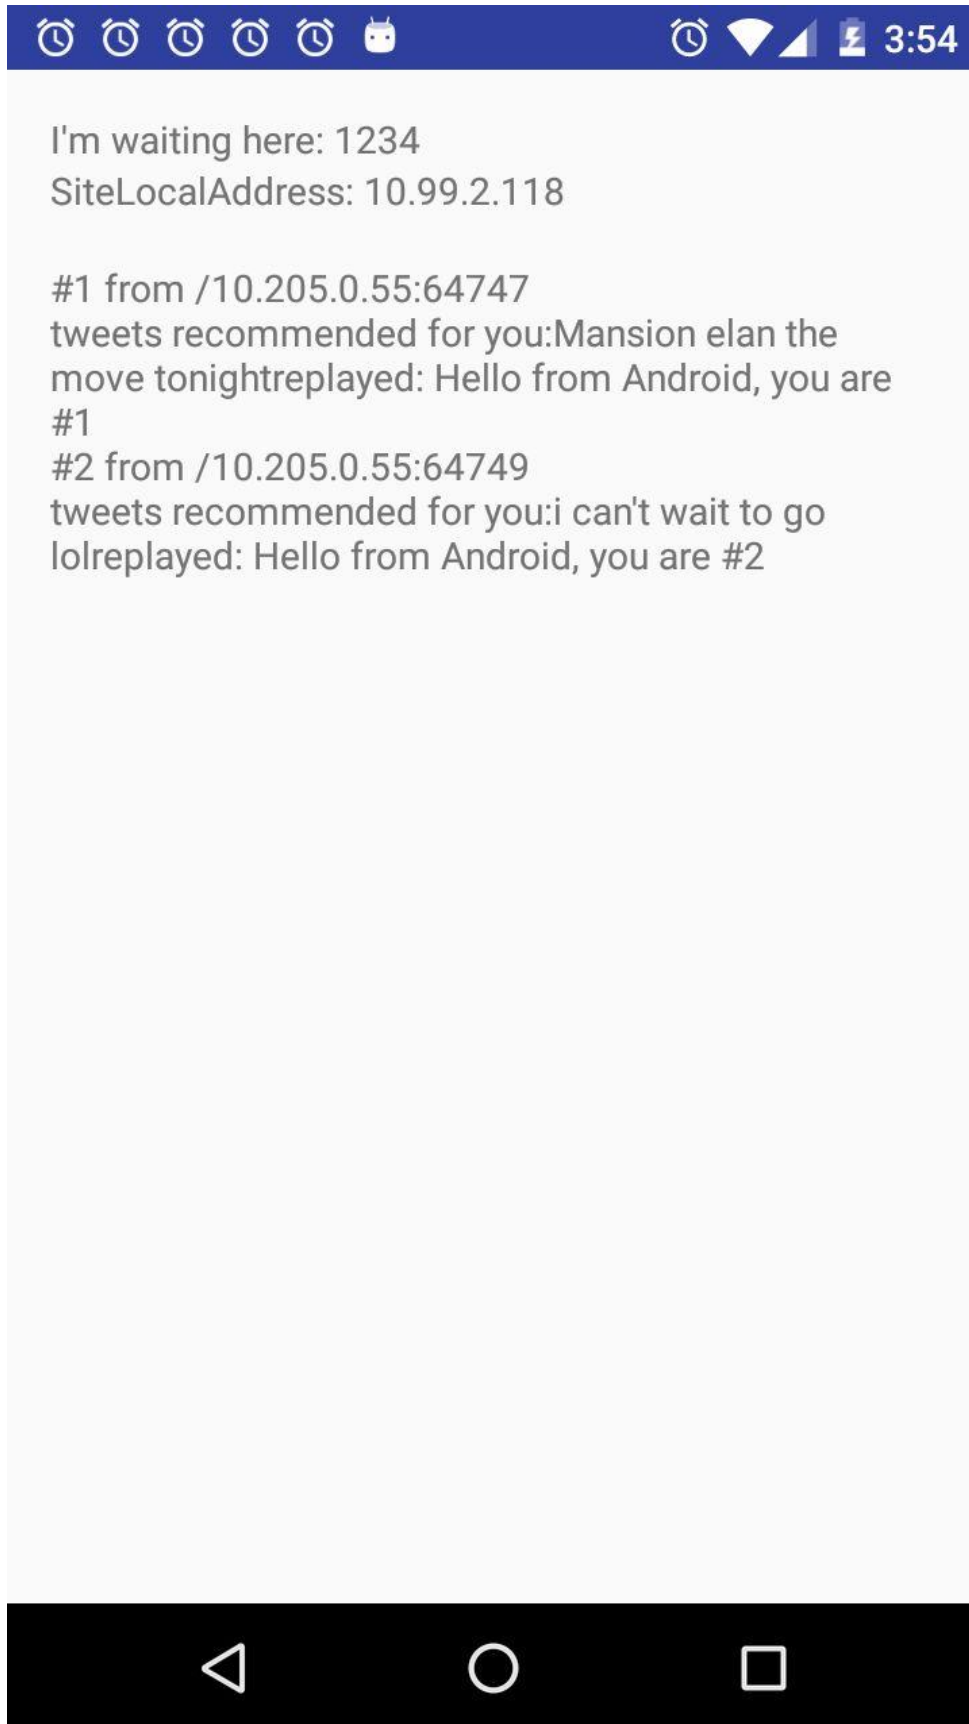 3:54
I'm waiting here: 1234
SiteLocalAddress: 10.99.2.118
#1 from /10.205.0.55:64747
tweets recommended for you:Mansion elan the
move tonightreplayed: Hello from Android, you are
#1
#2 from /10.205.0.55:64749
tweets recommended for you:i can't wait to go
lolreplayed: Hello from Android, you are #2